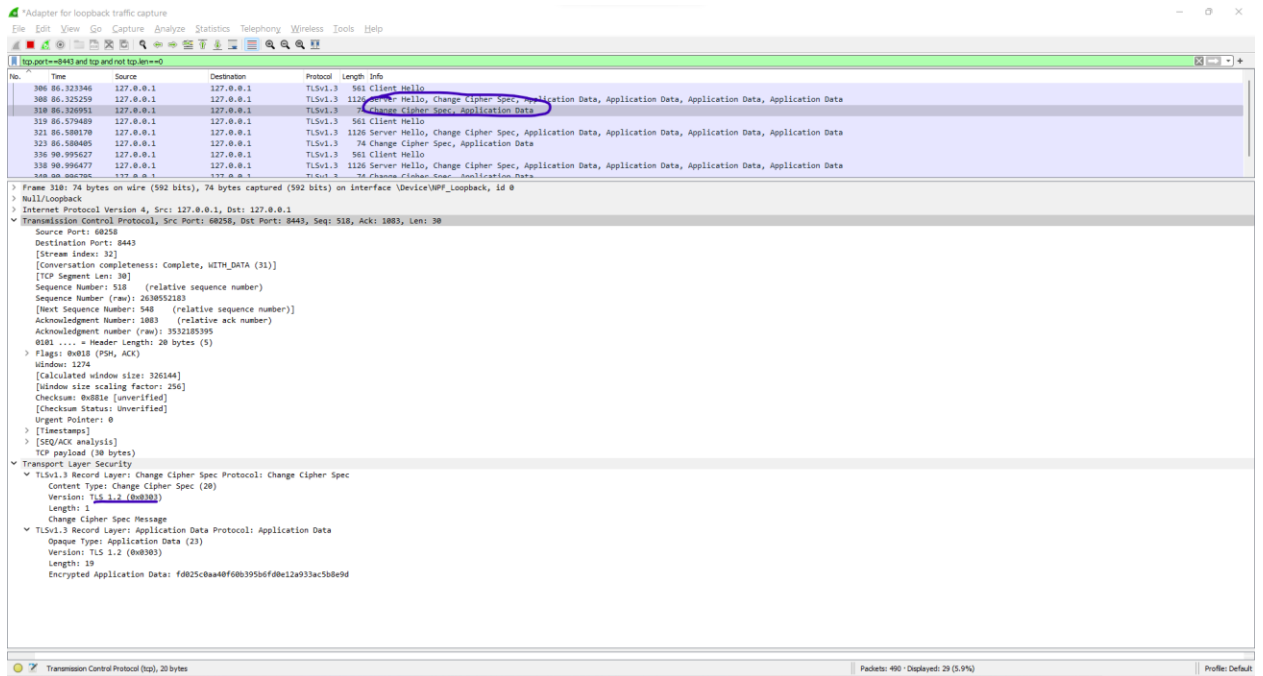 *Adapter for loopback traffic capture
File Edit View Go Capture Analyze Statistics Telephony Wireless Tools Help
tcp.port==8443 and tcp and not tcp.len==0
No. Time Source Destination Protocol Length Info
306 86.323346 127.0.0.1 127.0.0.1 TLSv1.3 561 Client Hello
308 86.325259 127.0.0.1 127.0.0.1 TLSv1.3 1126 Server Hello, Change Cipher Spec, Application Data, Application Data, Application Data, Application Data
310 86.326951 127.0.0.1 127.0.0.1 TLSv1.3 74 Change Cipher Spec, Application Data
319 86.579489 127.0.0.1 127.0.0.1 TLSv1.3 561 Client Hello
321 86.580170 127.0.0.1 127.0.0.1 TLSv1.3 1126 Server Hello, Change Cipher Spec, Application Data, Application Data, Application Data, Application Data
323 86.580405 127.0.0.1 127.0.0.1 TLSv1.3 74 Change Cipher Spec, Application Data
336 90.995627 127.0.0.1 127.0.0.1 TLSv1.3 561 Client Hello
338 90.996477 127.0.0.1 127.0.0.1 TLSv1.3 1126 Server Hello, Change Cipher Spec, Application Data, Application Data, Application Data, Application Data
340 90.996795 127.0.0.1 127.0.0.1 TLSv1.3 74 Change Cipher Spec, Application Data
Frame 310: 74 bytes on wire (592 bits), 74 bytes captured (592 bits) on interface \Device\NPF_Loopback, id 0
Null/Loopback
Internet Protocol Version 4, Src: 127.0.0.1, Dst: 127.0.0.1
Transmission Control Protocol, Src Port: 60258, Dst Port: 8443, Seq: 518, Ack: 1083, Len: 30
Source Port: 60258
Destination Port: 8443
[Stream index: 32]
[Conversation completeness: Complete, WITH_DATA (31)]
[TCP Segment Len: 30]
Sequence Number: 518 (relative sequence number)
Sequence Number (raw): 2630552183
[Next Sequence Number: 548 (relative sequence number)]
Acknowledgment Number: 1083 (relative ack number)
Acknowledgment number (raw): 3532185395
0101 .... = Header Length: 20 bytes (5)
Flags: 0x018 (PSH, ACK)
Window: 1274
[Calculated window size: 326144]
[Window size scaling factor: 256]
Checksum: 0x881e [unverified]
[Checksum Status: Unverified]
Urgent Pointer: 0
[Timestamps]
[SEQ/ACK analysis]
TCP payload (30 bytes)
Transport Layer Security
TLSv1.3 Record Layer: Change Cipher Spec Protocol: Change Cipher Spec
Content Type: Change Cipher Spec (20)
Version: TLS 1.2 (0x0303)
Length: 1
Change Cipher Spec Message
TLSv1.3 Record Layer: Application Data Protocol: Application Data
Opaque Type: Application Data (23)
Version: TLS 1.2 (0x0303)
Length: 19
Encrypted Application Data: fd025c0aa40f60b395b6fd0e12a933ac5b8e9d
Transmission Control Protocol (tcp), 20 bytes
Packets: 490 · Displayed: 29 (5.9%)
Profile: Default